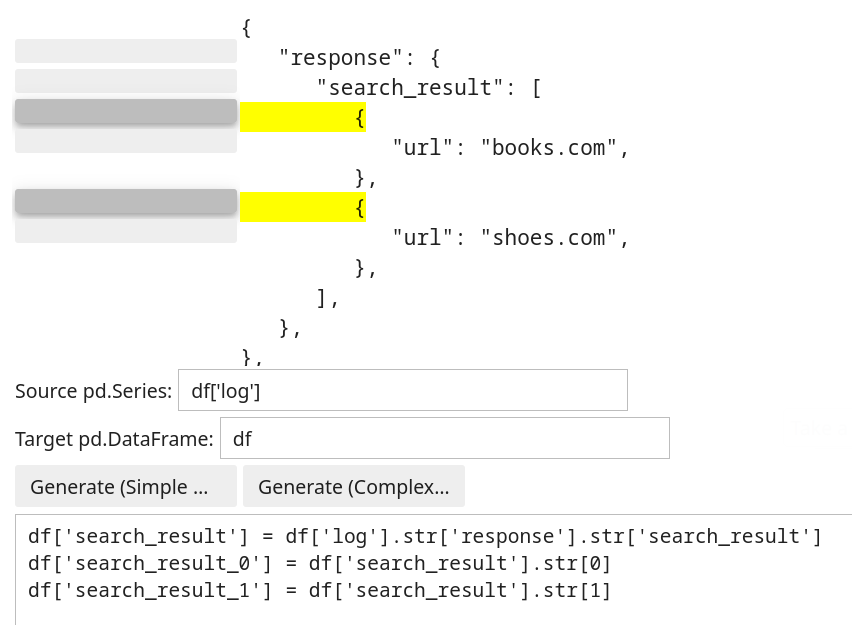 {
"response": {
"search_result": [
{
"url": "books.com",
},
{
"url": "shoes.com",
},
],
},
},
Source pd.Series: df['log']
Target pd.DataFrame: df
Generate (Simple ... Generate (Complex...
df['search_result'] = df['log'].str['response'].str['search_result']
df['search_result_0'] = df['search_result'].str[0]
df['search_result_1'] = df['search_result'].str[1]